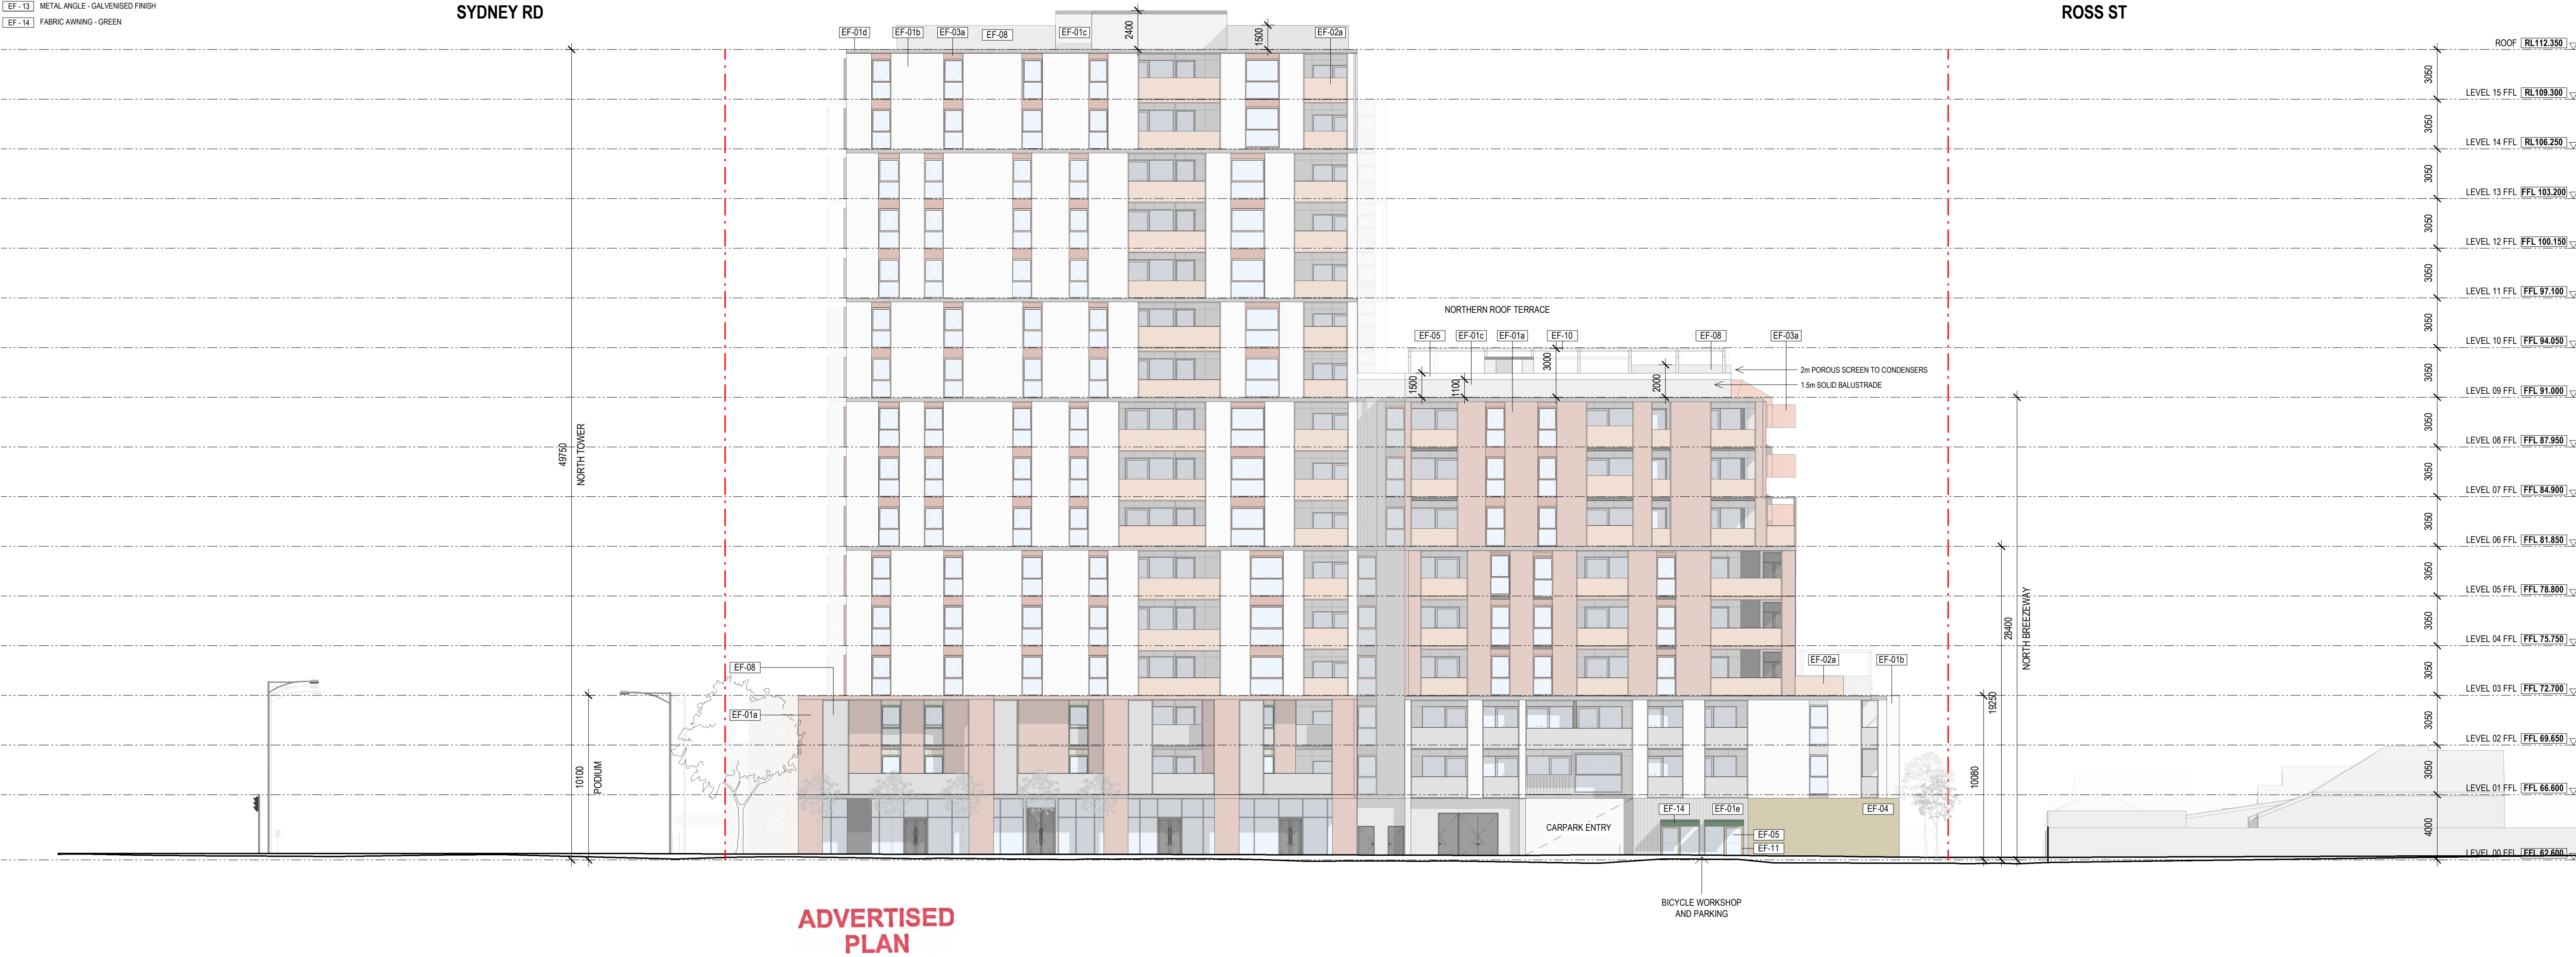 EF - 13 METAL ANGLE - GALVENISED FINISH
EF - 14 FABRIC AWNING - GREEN
SYDNEY RD
ROSS ST
EF-01d
EF-01b
EF-03a
EF-08
EF-01c
2400
1500
EF-02a
ROOF RL112.350
3050
LEVEL 15 FFL RL109.300
3050
LEVEL 14 FFL RL106.250
3050
LEVEL 13 FFL FFL 103.200
3050
LEVEL 12 FFL FFL 100.150
3050
LEVEL 11 FFL FFL 97.100
3050
LEVEL 10 FFL FFL 94.050
3050
LEVEL 09 FFL FFL 91.000
3050
LEVEL 08 FFL FFL 87.950
3050
LEVEL 07 FFL FFL 84.900
3050
LEVEL 06 FFL FFL 81.850
3050
LEVEL 05 FFL FFL 78.800
3050
LEVEL 04 FFL FFL 75.750
3050
LEVEL 03 FFL FFL 72.700
3050
LEVEL 02 FFL FFL 69.650
3050
LEVEL 01 FFL FFL 66.600
4000
LEVEL 00 FFL FFL 62.600
NORTHERN ROOF TERRACE
EF-05
EF-01c
EF-01a
EF-10
EF-08
EF-03a
3000
1500
1100
2000
2m POROUS SCREEN TO CONDENSERS
1.5m SOLID BALUSTRADE
49750
NORTH TOWER
28400
NORTH BREEZEWAY
19250
10080
EF-08
EF-01a
EF-02a
EF-01b
10100
PODIUM
CARPARK ENTRY
EF-14
EF-01e
EF-04
EF-05
EF-11
BICYCLE WORKSHOP
AND PARKING
ADVERTISED
PLAN